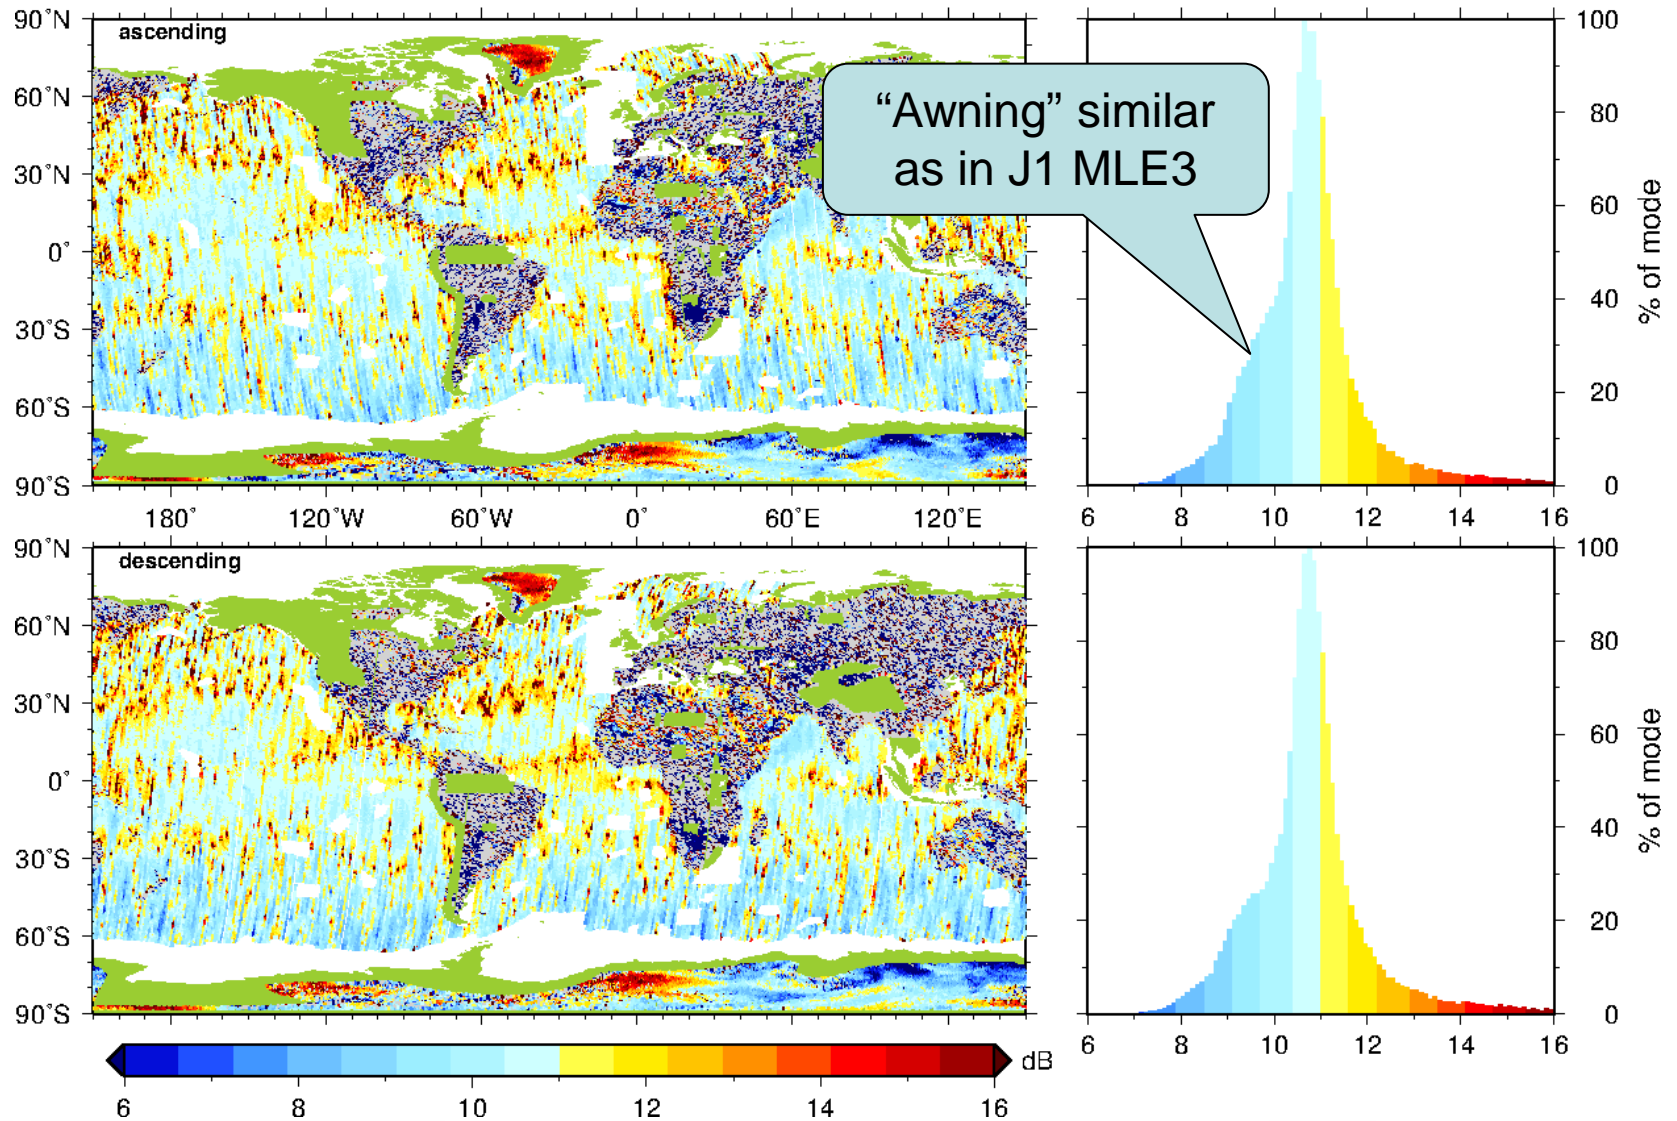 90˚N
ascending
60˚N
30˚N
0˚
30˚S
60˚S
90˚S
180˚ 120˚W 60˚W 0˚ 60˚E 120˚E
“Awning” similar
as in J1 MLE3
100
80
60
40
20
0
% of mode
6 8 10 12 14 16
90˚N
descending
60˚N
30˚N
0˚
30˚S
60˚S
90˚S
100
80
60
40
20
0
% of mode
6 8 10 12 14 16
dB
6 8 10 12 14 16